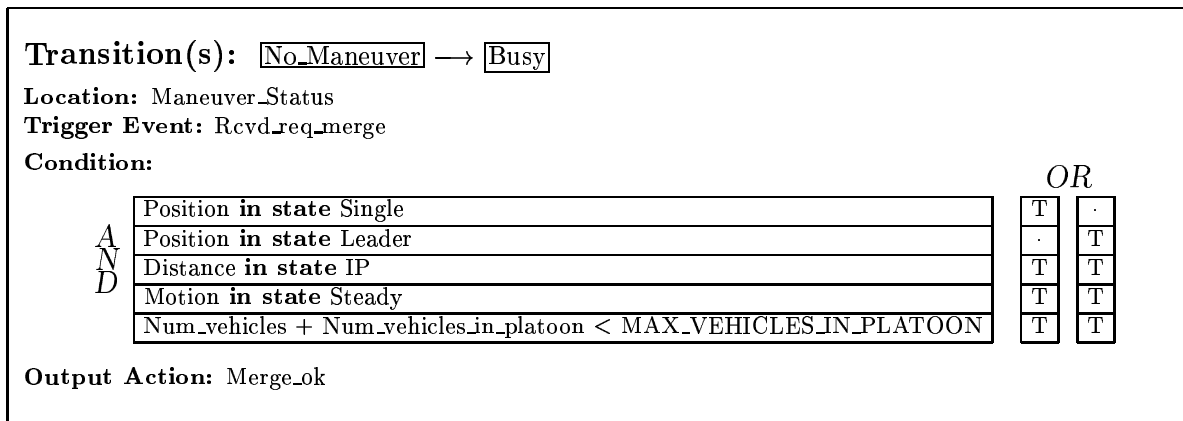 Transition(s): No_Maneuver ⟶ Busy
Location: Maneuver_Status
Trigger Event: Rcvd_req_merge
Condition:
OR
Position in state Single T .
A Position in state Leader . T
N Distance in state IP T T
D Motion in state Steady T T
Num_vehicles + Num_vehicles_in_platoon < MAX_VEHICLES_IN_PLATOON T T
Output Action: Merge_ok